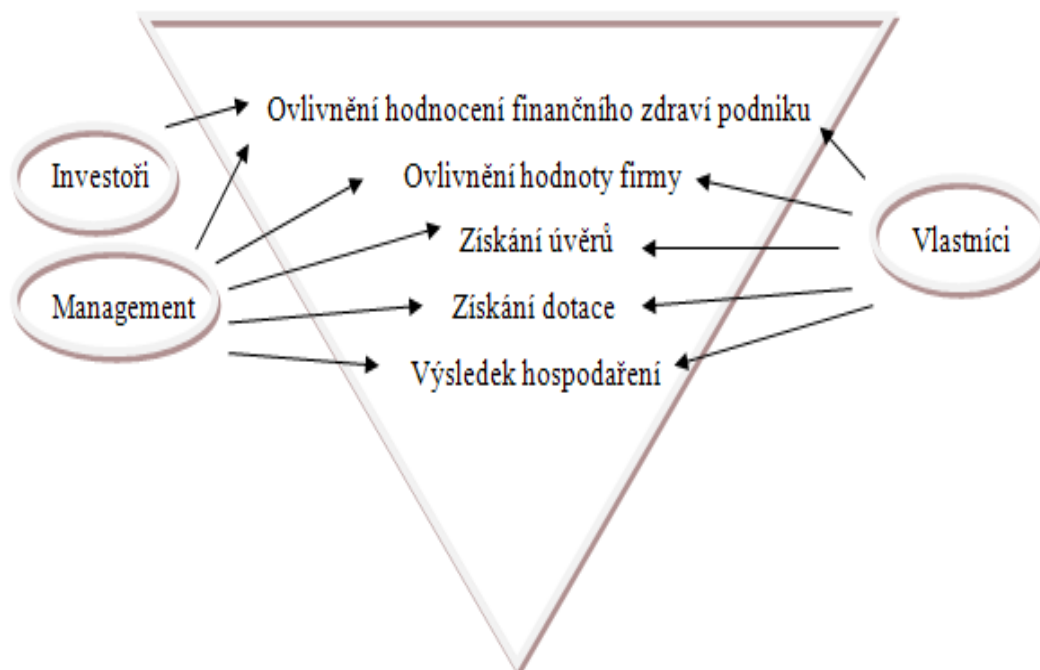 Ovlivnění hodnocení finančního zdraví podniku
Investoři
Ovlivnění hodnoty firmy
Získání úvěrů
Vlastníci
Management
Získání dotace
Výsledek hospodaření